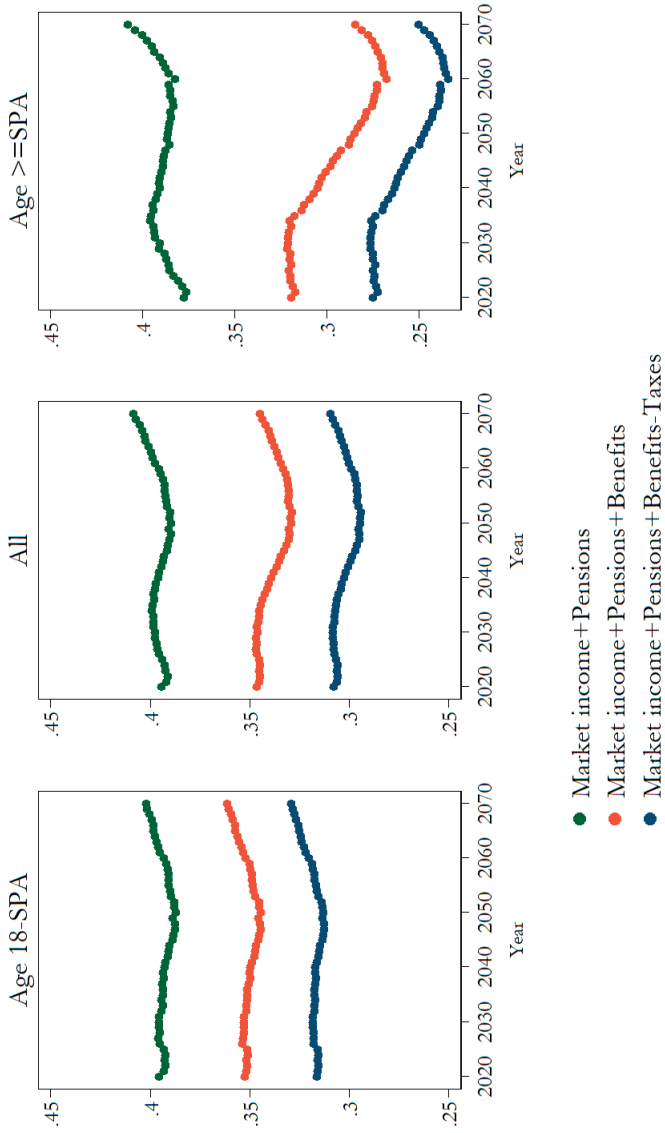 Age 18-SPA
.45
.4
.35
.3
.25
2020 2030 2040 2050 2060 2070
Year
All
.45
.4
.35
.3
.25
2020 2030 2040 2050 2060 2070
Year
Age >=SPA
.45
.4
.35
.3
.25
2020 2030 2040 2050 2060 2070
Year
Market income+Pensions
Market income+Pensions+Benefits
Market income+Pensions+Benefits-Taxes